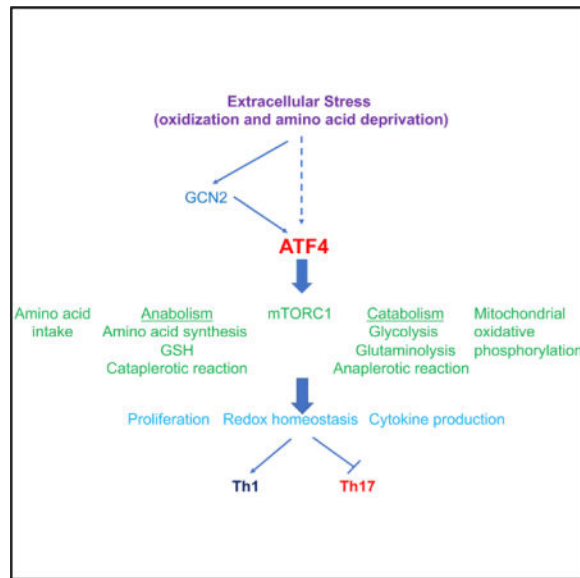 Extracellular Stress
(oxidization and amino acid deprivation)
GCN2
ATF4
Amino acid
intake
Anabolism
Amino acid synthesis
GSH
Cataplerotic reaction
mTORC1
Catabolism
Glycolysis
Glutaminolysis
Anaplerotic reaction
Mitochondrial
oxidative
phosphorylation
Proliferation Redox homeostasis Cytokine production
Th1 Th17